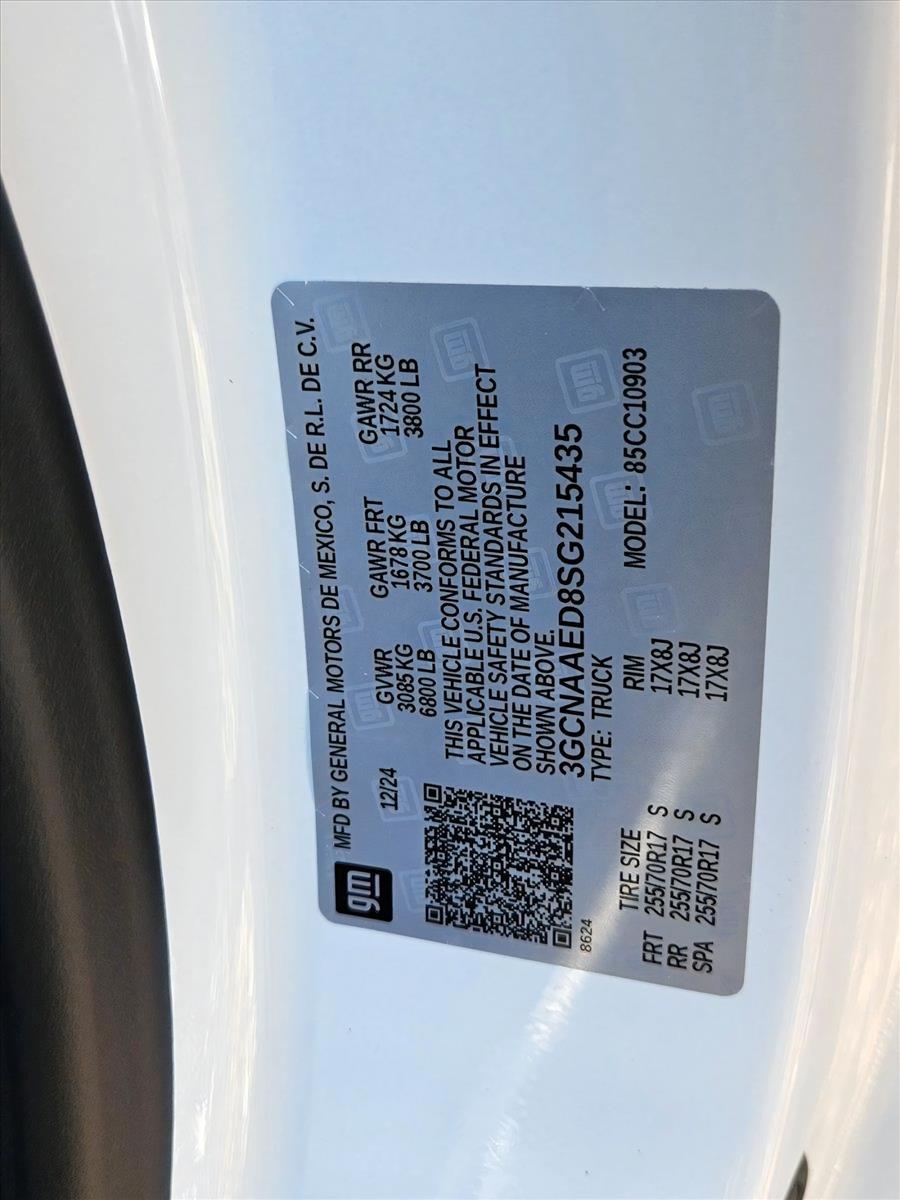 gm MFD BY GENERAL MOTORS DE MEXICO, S. DE R.L. DE C.V.
12/24 GVWR GAWR FRT GAWR RR
3085 KG 1678 KG 1724 KG
6800 LB 3700 LB 3800 LB
THIS VEHICLE CONFORMS TO ALL
APPLICABLE U.S. FEDERAL MOTOR
VEHICLE SAFETY STANDARDS IN EFFECT
ON THE DATE OF MANUFACTURE
SHOWN ABOVE.
3GCNAAED8SG215435
8624 TYPE: TRUCK
TIRE SIZE RIM MODEL: 85CC10903
FRT 255/70R17 S 17X8J
RR 255/70R17 S 17X8J
SPA 255/70R17 S 17X8J